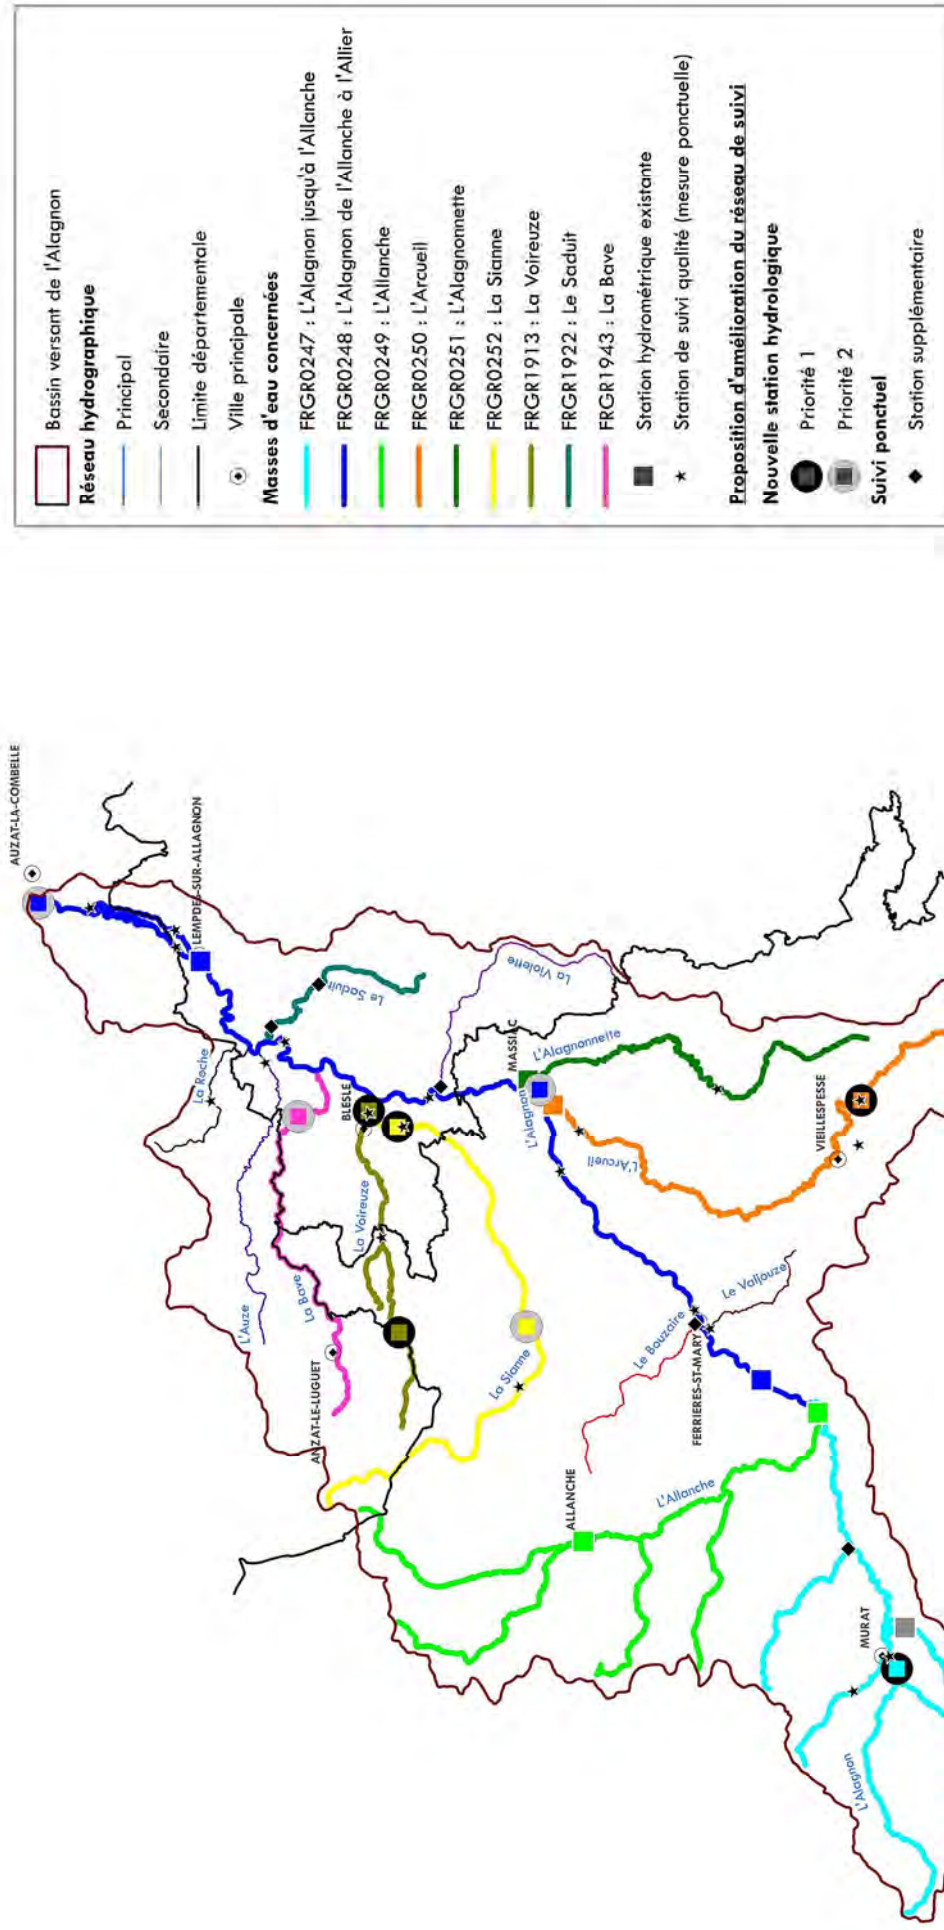 Bassin versant de l'Alagnon
Réseau hydrographique
Principal
Secondaire
Limite départementale
Ville principale
Masses d'eau concernées
FRGR0247 : L'Alagnon jusqu'à l'Allanche
FRGR0248 : L'Alagnon de l'Allanche à l'Allier
FRGR0249 : L'Allanche
FRGR0250 : L'Arcueil
FRGR0251 : L'Alagnonnette
FRGR0252 : La Sianne
FRGR1913 : La Voireuze
FRGR1922 : Le Saduit
FRGR1943 : La Bave
Station hydrométrique existante
Station de suivi qualité (mesure ponctuelle)
Proposition d'amélioration du réseau de suivi
Nouvelle station hydrologique
Priorité 1
Priorité 2
Suivi ponctuel
Station supplémentaire
AUZAT-LA-COMBELLE
LEMPDES-SUR-ALLAGNON
La Roche
Le Saduit
L'Auze
La Bave
ANZAT-LE-LUGUET
BLESLE
La Voireuze
La Violette
La Sianne
MASSIAC
L'Alagnonnette
L'Alagnon
L'Arcueil
VIEILLESPESSE
Le Bouzaire
Le Valjouze
FERRIERES-ST-MARY
ALLANCHE
L'Allanche
MURAT
L'Alagnon